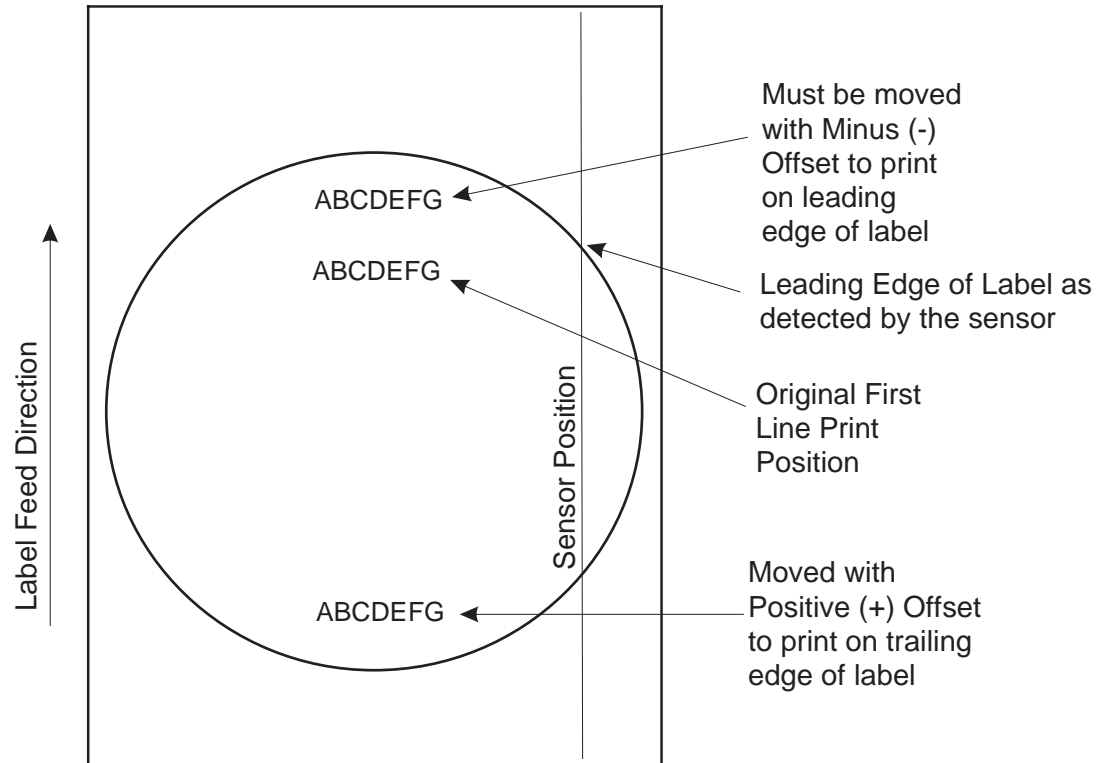 Must be moved
with Minus (-)
Offset to print
on leading
edge of label
ABCDEFG
ABCDEFG
Leading Edge of Label as
detected by the sensor
Original First
Line Print
Position
Label Feed Direction
Sensor Position
ABCDEFG
Moved with
Positive (+) Offset
to print on trailing
edge of label